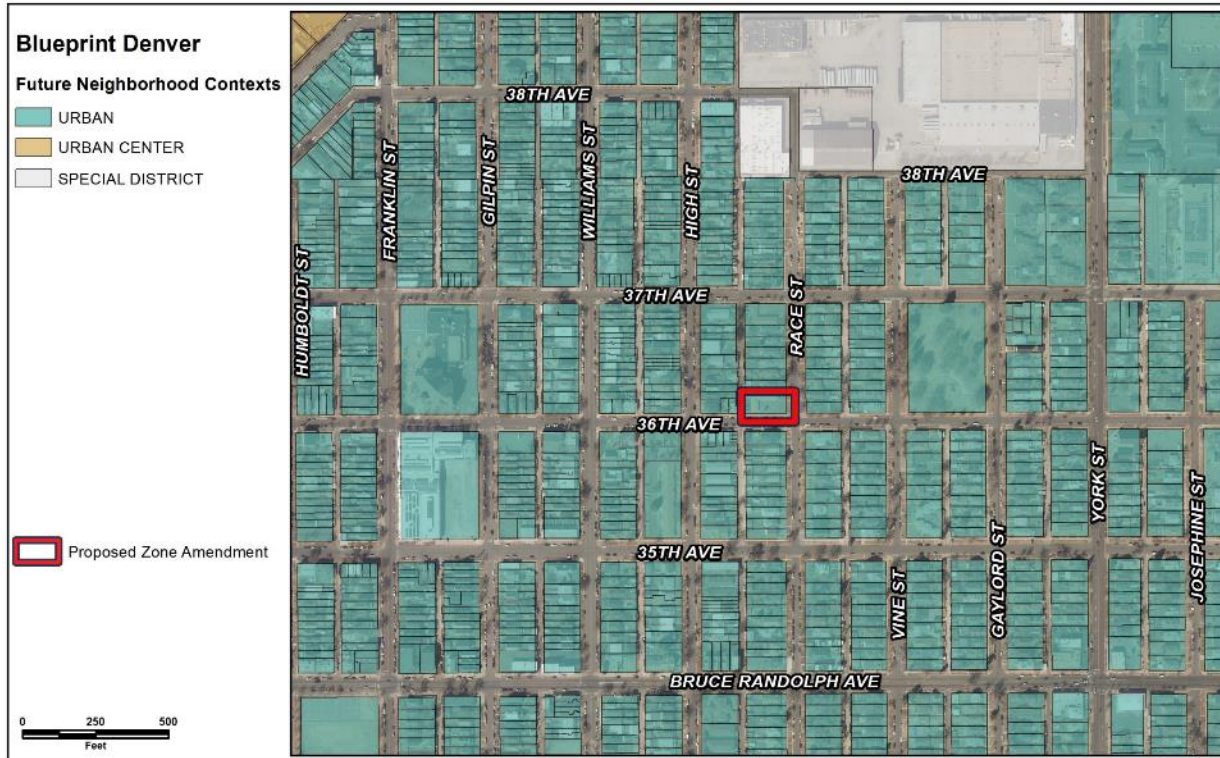 Blueprint Denver
Future Neighborhood Contexts
URBAN
URBAN CENTER
SPECIAL DISTRICT
Proposed Zone Amendment
0 250 500
Feet
38TH AVE
38TH AVE
HUMBOLDT ST
FRANKLIN ST
GILPIN ST
WILLIAMS ST
HIGH ST
37TH AVE
RACE ST
36TH AVE
35TH AVE
VINE ST
GAYLORD ST
YORK ST
JOSEPHINE ST
BRUCE RANDOLPH AVE